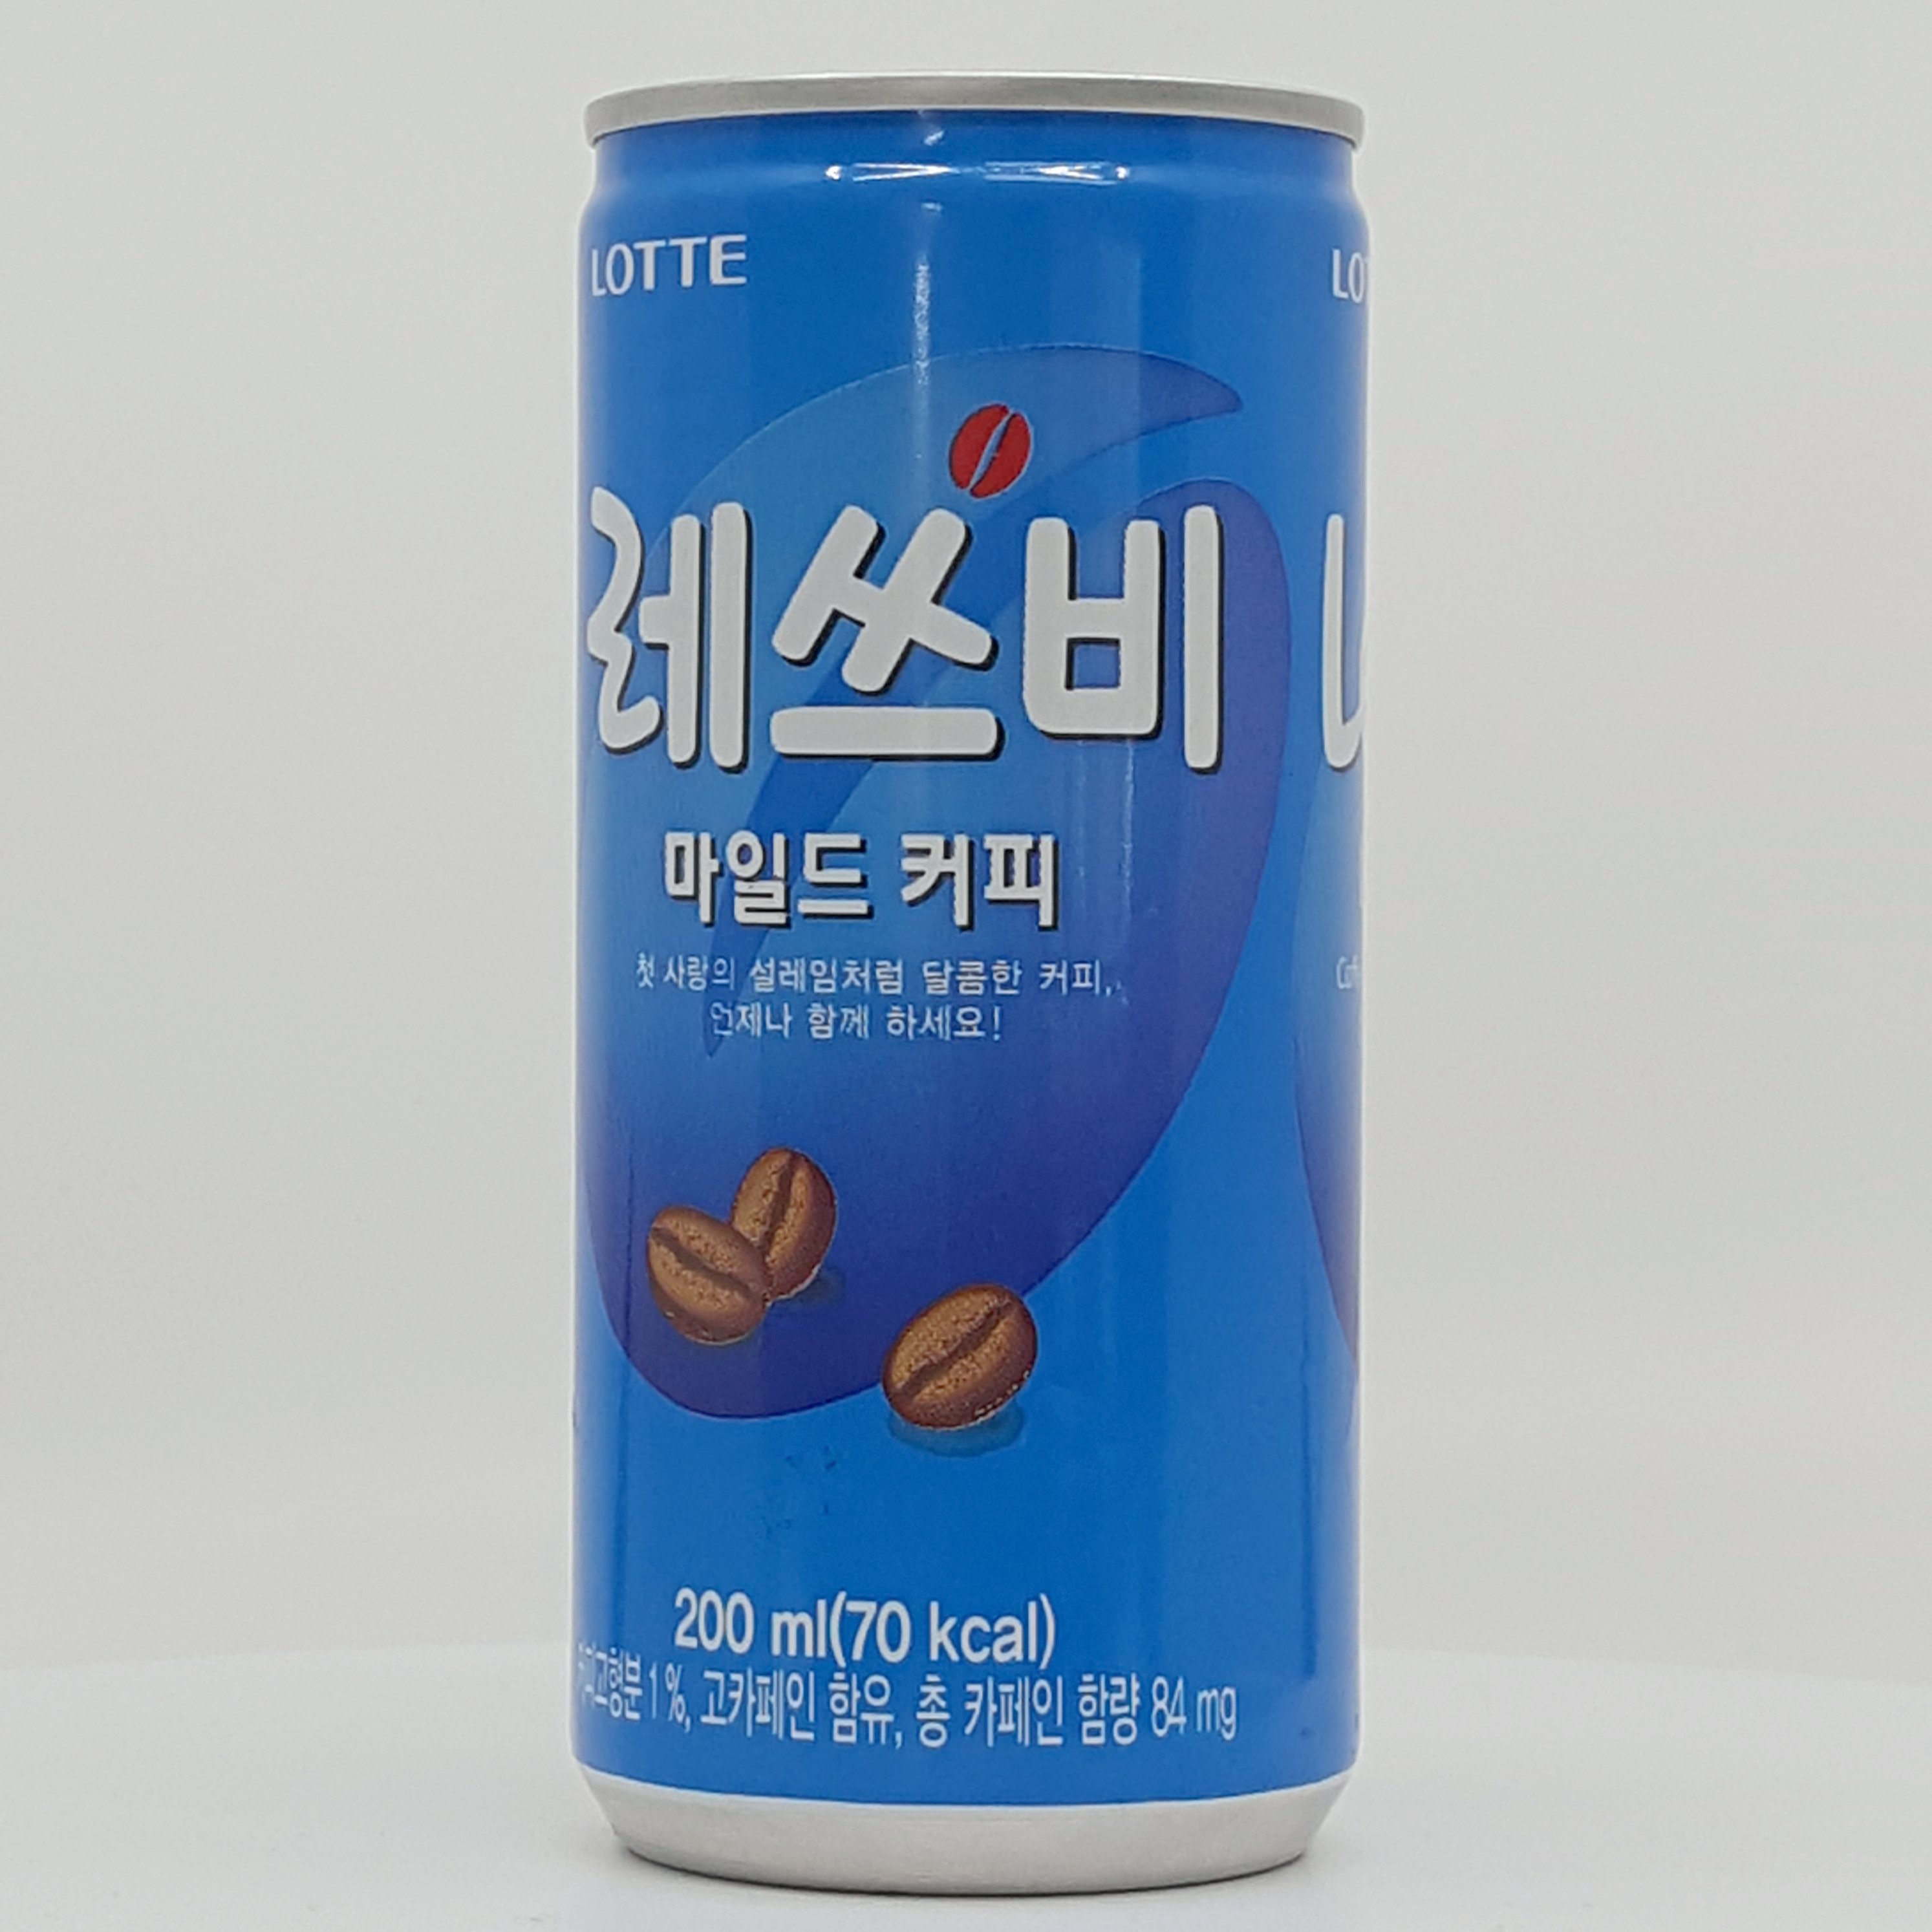 LOTTE
레쓰비
마일드 커피
첫 사랑의 설레임처럼 달콤한 커피,
언제나 함께 하세요!
200 ml(70 kcal)
커피고형분 1 %, 고카페인 함유, 총 카페인 함량 84 mg